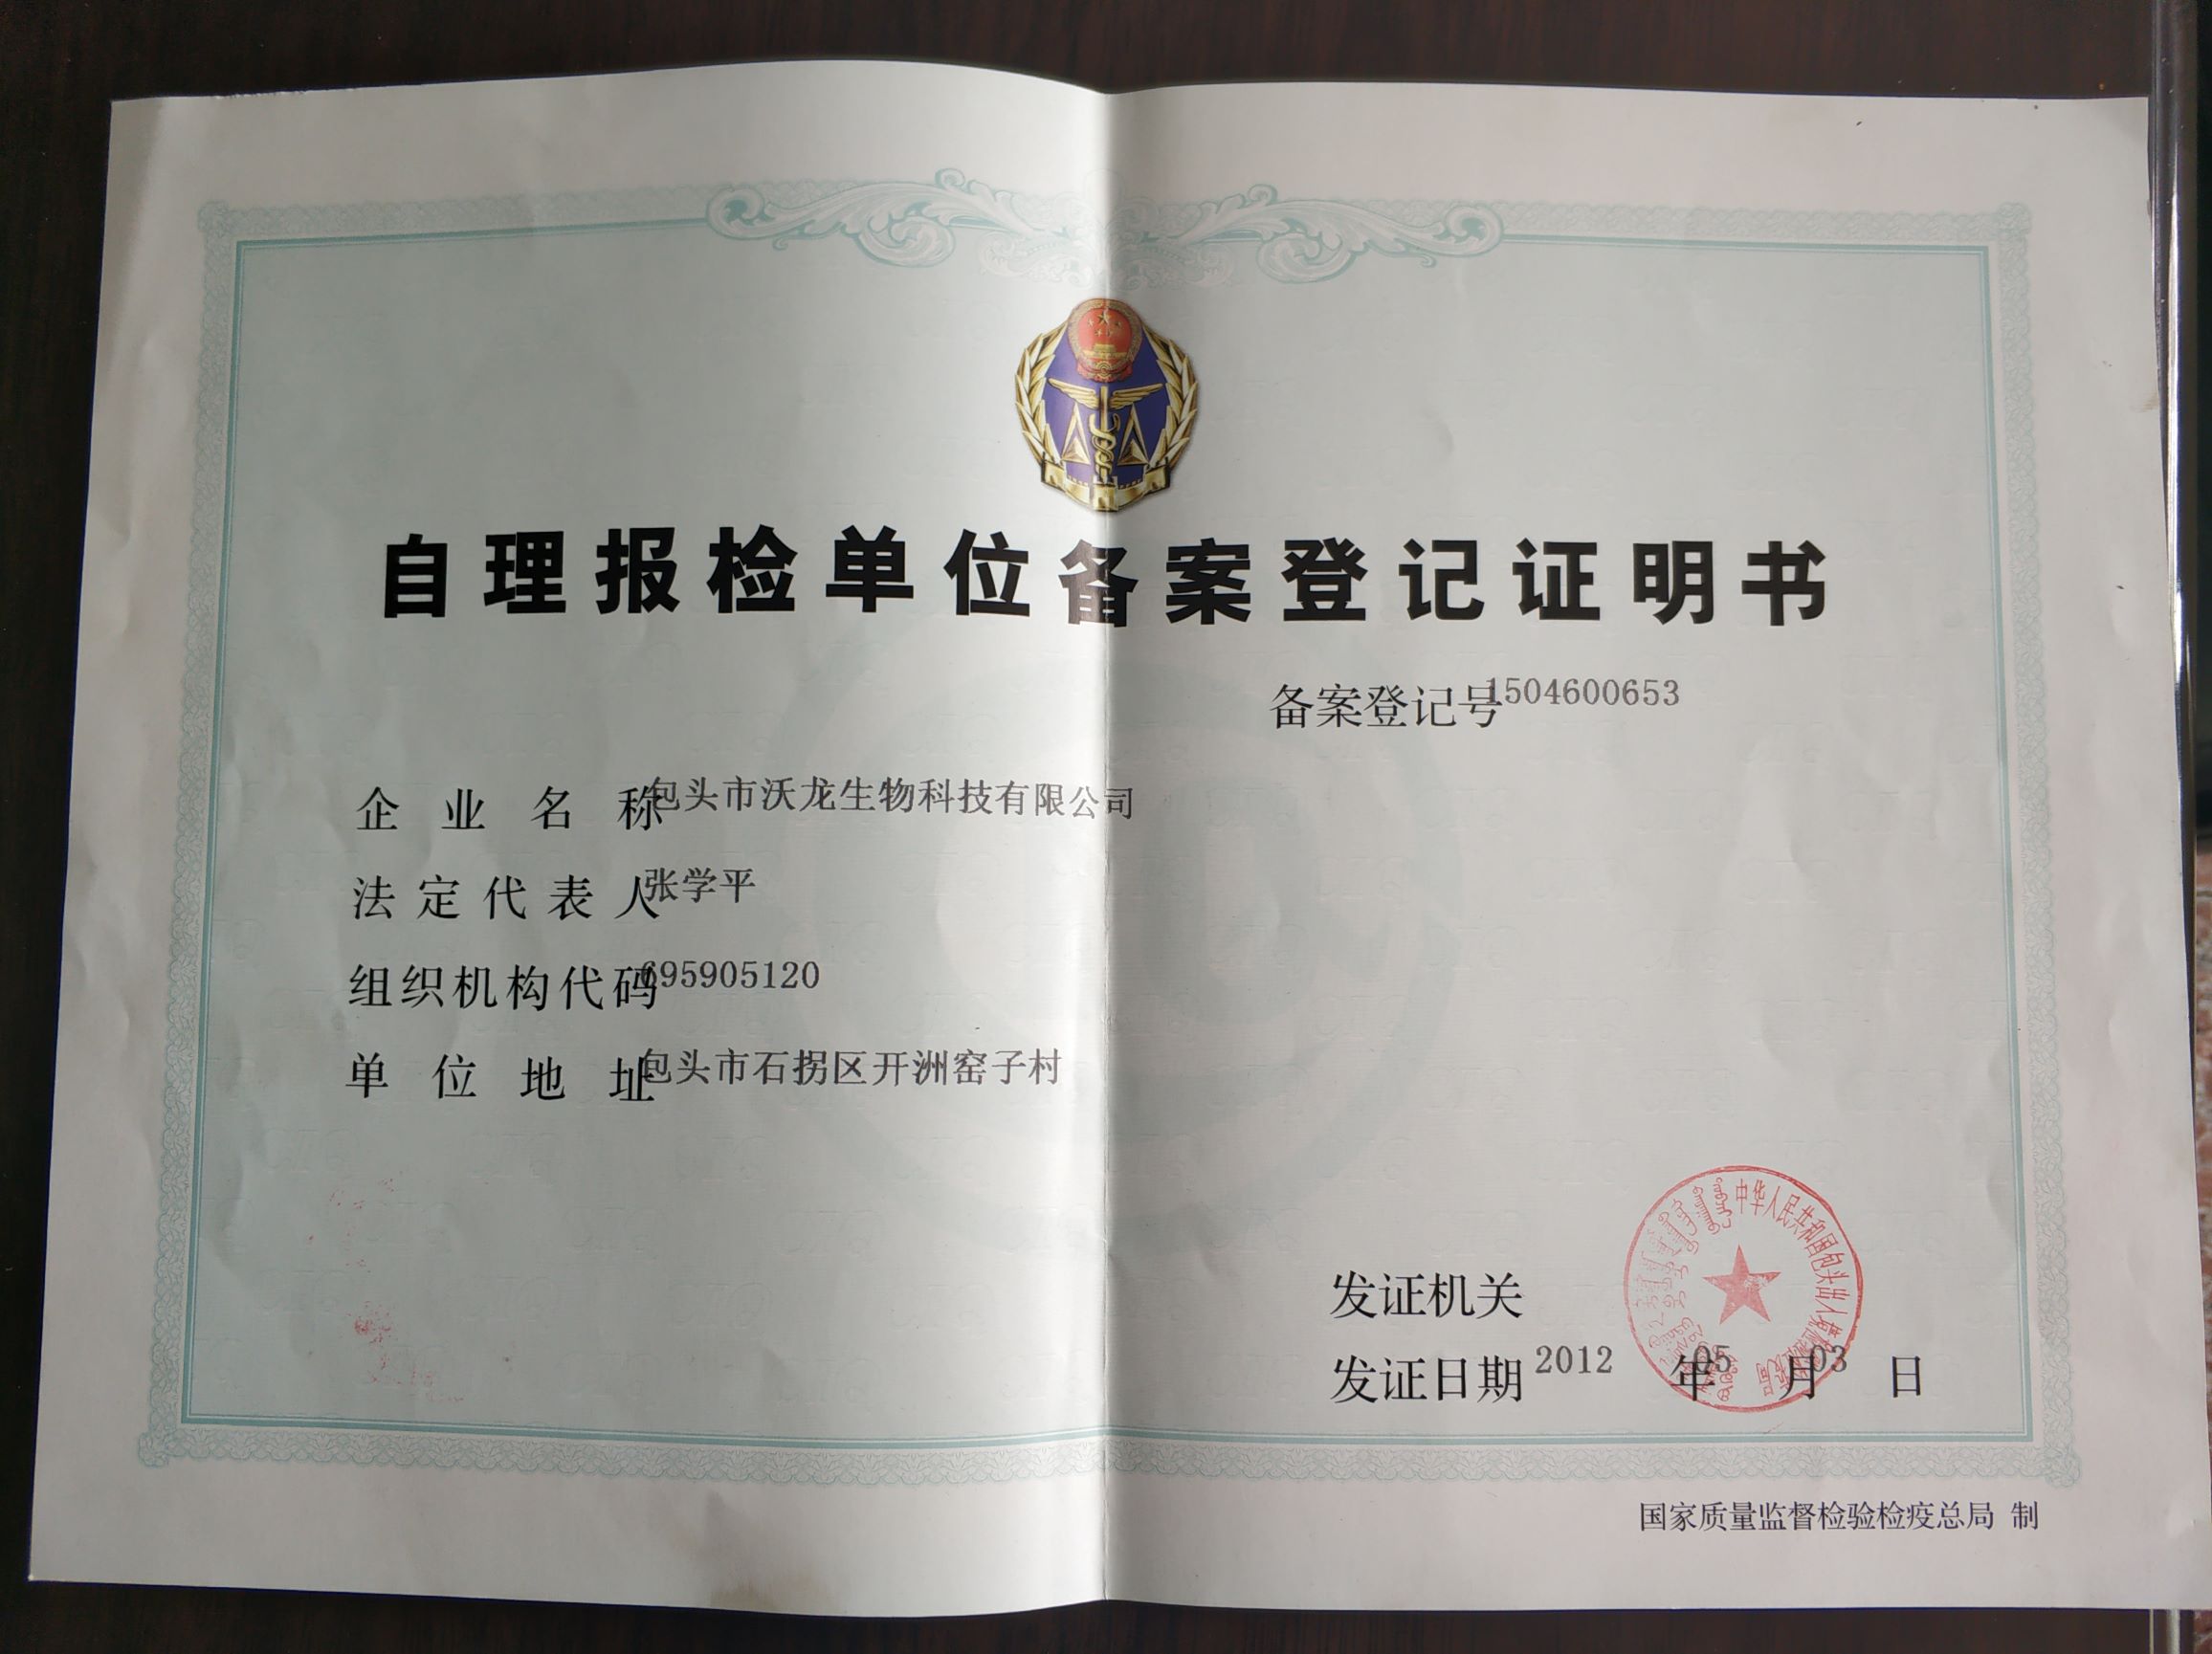 自理报检单位备案登记证明书
备案登记号1504600653
企业名称包头市沃龙生物科技有限公司
法定代表人张学平
组织机构代码695905120
单位地址包头市石拐区开洲窑子村
中华人民共和国包头出入境检验检疫局
发证机关
发证日期2012年05月03日
国家质量监督检验检疫总局 制